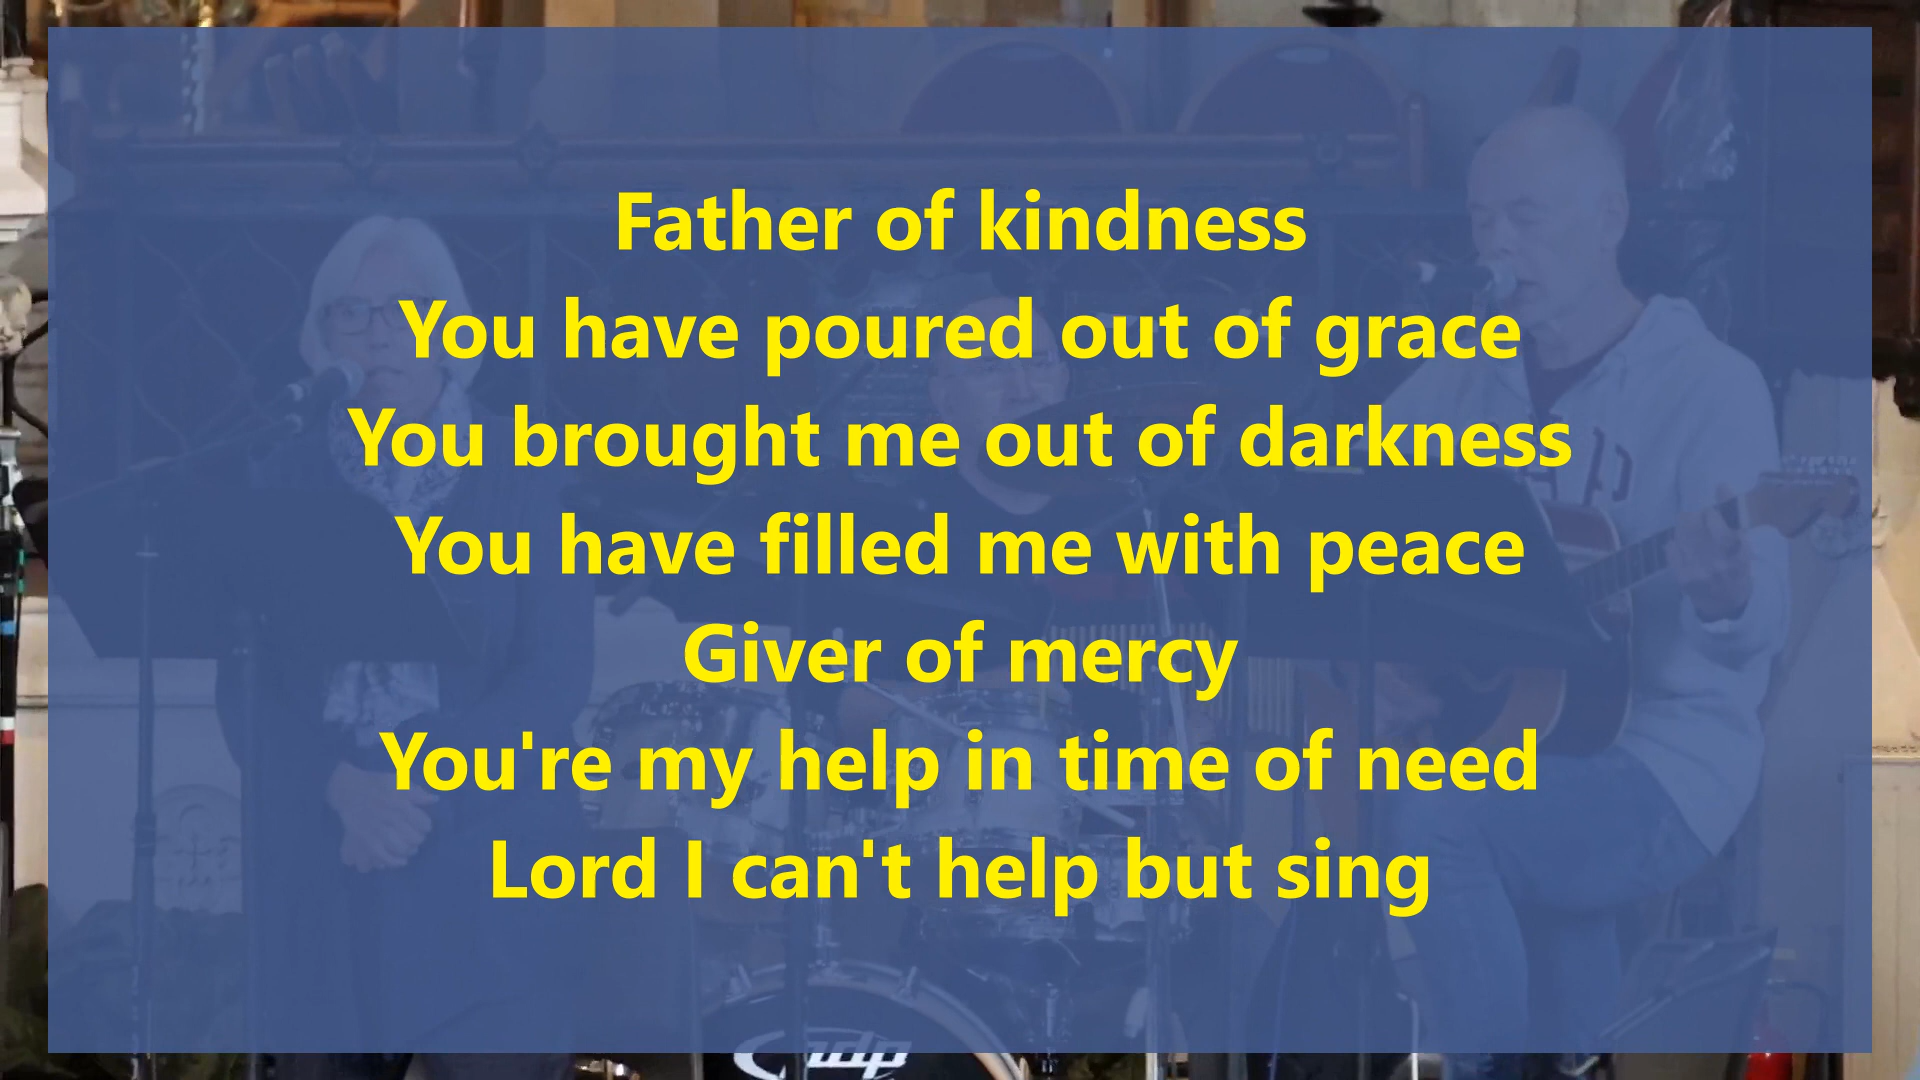 Father of kindness
You have poured out of grace
You brought me out of darkness
You have filled me with peace
Giver of mercy
You're my help in time of need
Lord I can't help but sing
pdp